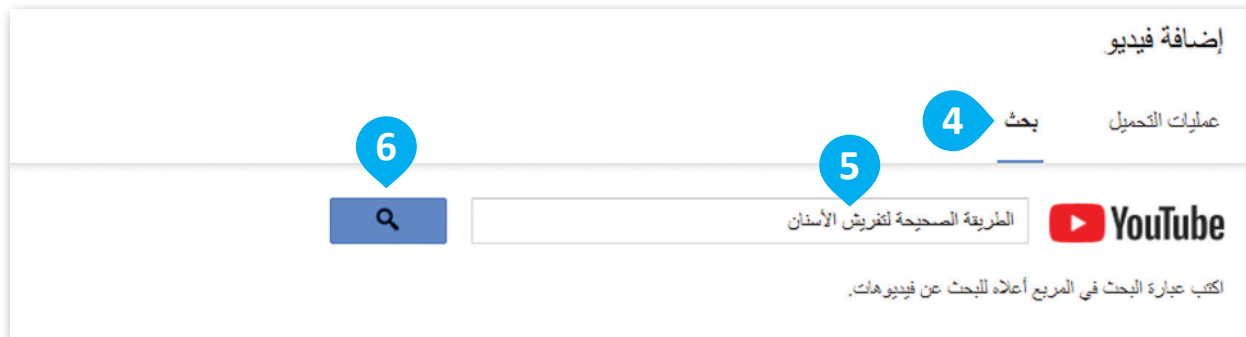 إضافة فيديو
عمليات التحميل بحث 4
6
5
YouTube الطريقة الصحيحة لتفريش الأسنان
اكتب عبارة البحث في المربع أعلاه للبحث عن فيديوهات.